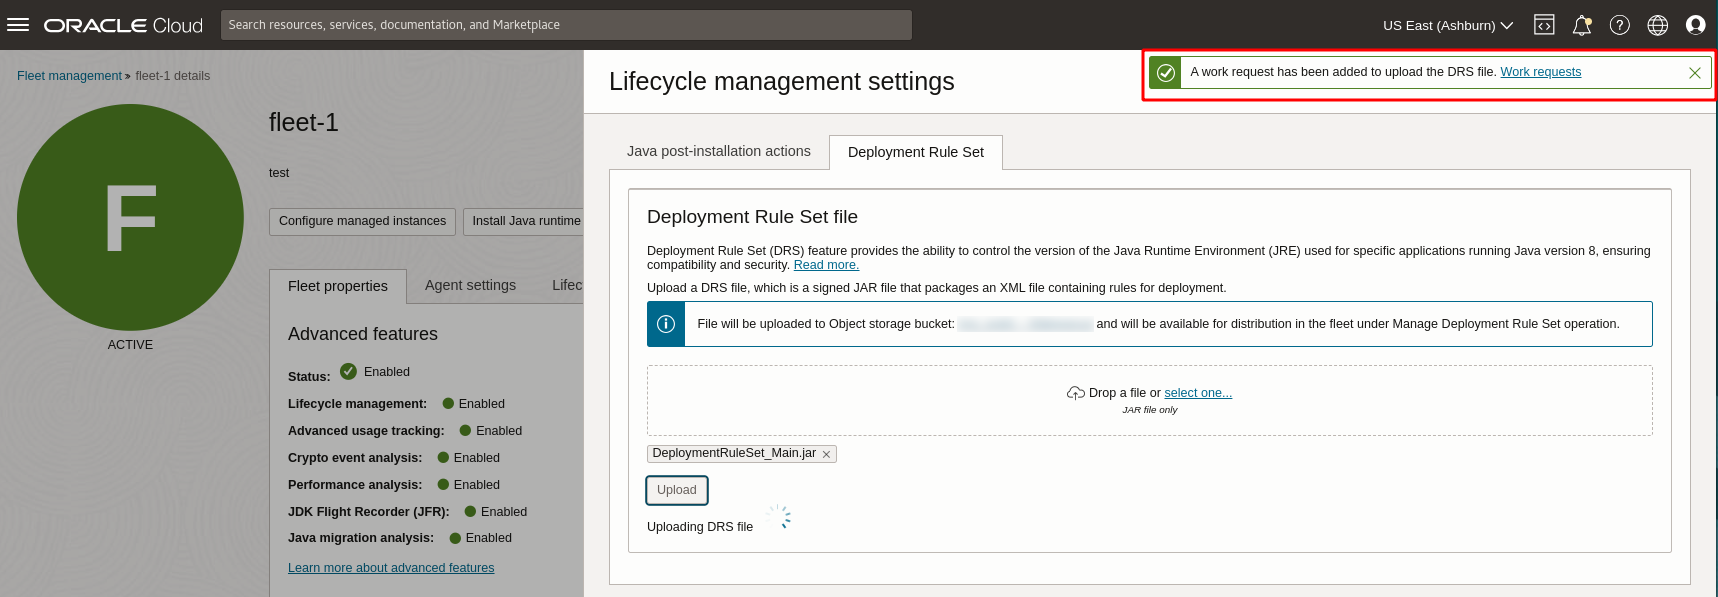 ORACLE Cloud
Search resources, services, documentation, and Marketplace
US East (Ashburn)
Fleet management » fleet-1 details
F
ACTIVE
fleet-1
test
Configure managed instances
Install Java runtime
Fleet properties
Agent settings
Lifec
Advanced features
Status: Enabled
Lifecycle management: Enabled
Advanced usage tracking: Enabled
Crypto event analysis: Enabled
Performance analysis: Enabled
JDK Flight Recorder (JFR): Enabled
Java migration analysis: Enabled
Learn more about advanced features
Lifecycle management settings
A work request has been added to upload the DRS file. Work requests
Java post-installation actions
Deployment Rule Set
Deployment Rule Set file
Deployment Rule Set (DRS) feature provides the ability to control the version of the Java Runtime Environment (JRE) used for specific applications running Java version 8, ensuring
compatibility and security. Read more.
Upload a DRS file, which is a signed JAR file that packages an XML file containing rules for deployment.
File will be uploaded to Object storage bucket: and will be available for distribution in the fleet under Manage Deployment Rule Set operation.
Drop a file or select one...
JAR file only
DeploymentRuleSet_Main.jar
Upload
Uploading DRS file